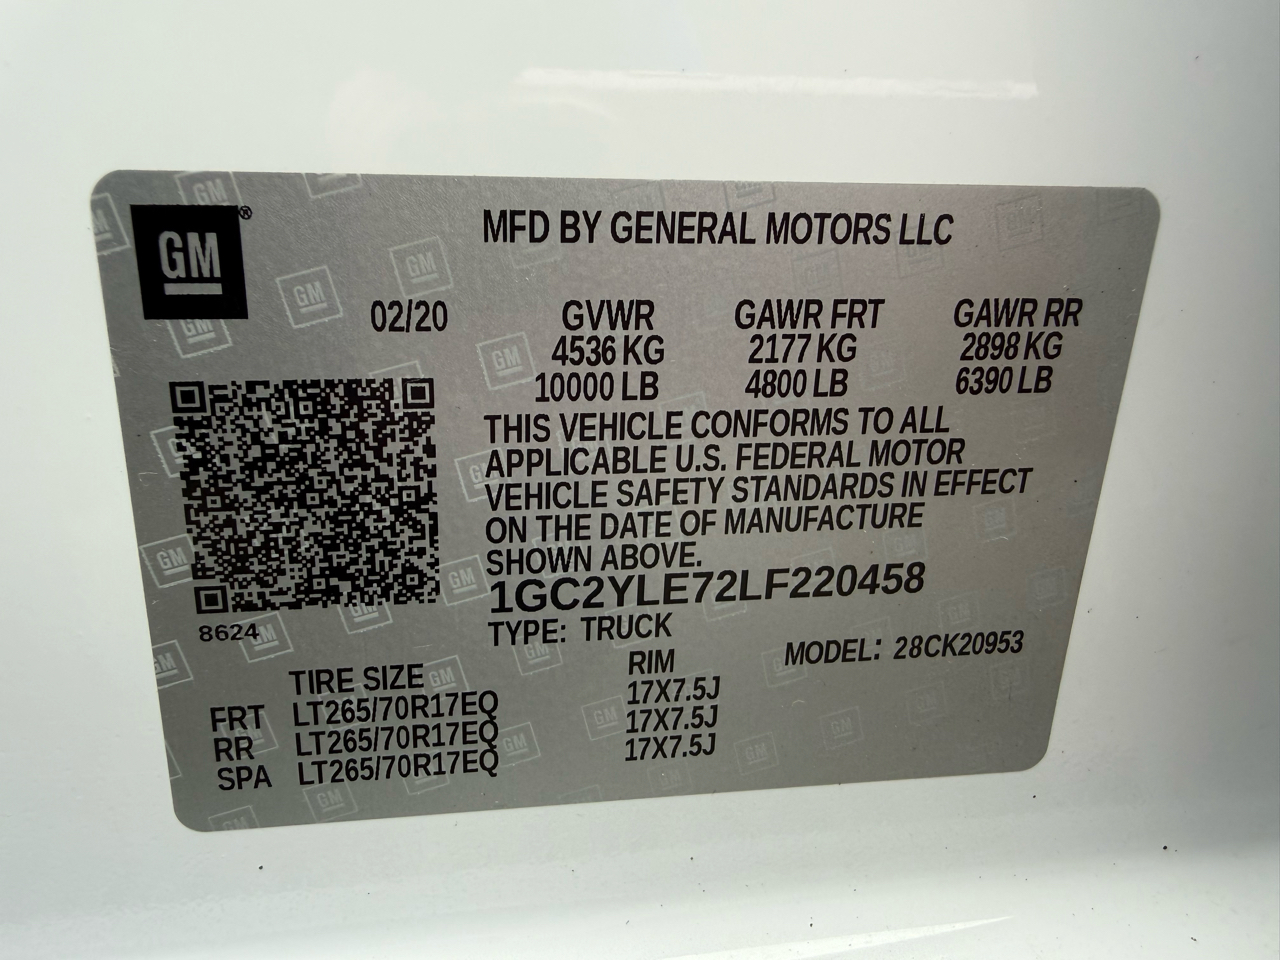 GM®
MFD BY GENERAL MOTORS LLC
02/20 GVWR GAWR FRT GAWR RR
4536 KG 2177 KG 2898 KG
10000 LB 4800 LB 6390 LB
THIS VEHICLE CONFORMS TO ALL
APPLICABLE U.S. FEDERAL MOTOR
VEHICLE SAFETY STANDARDS IN EFFECT
ON THE DATE OF MANUFACTURE
SHOWN ABOVE.
1GC2YLE72LF220458
8624
TYPE: TRUCK
MODEL: 28CK20953
TIRE SIZE RIM
FRT LT265/70R17EQ 17X7.5J
RR LT265/70R17EQ 17X7.5J
SPA LT265/70R17EQ 17X7.5J